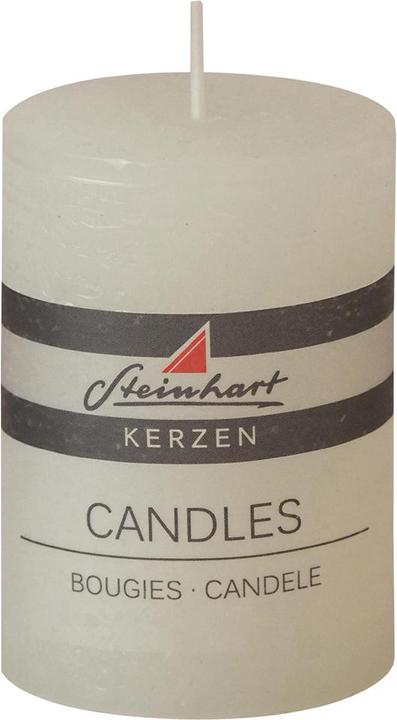 Steinhart
KERZEN
CANDLES
BOUGIES · CANDELE